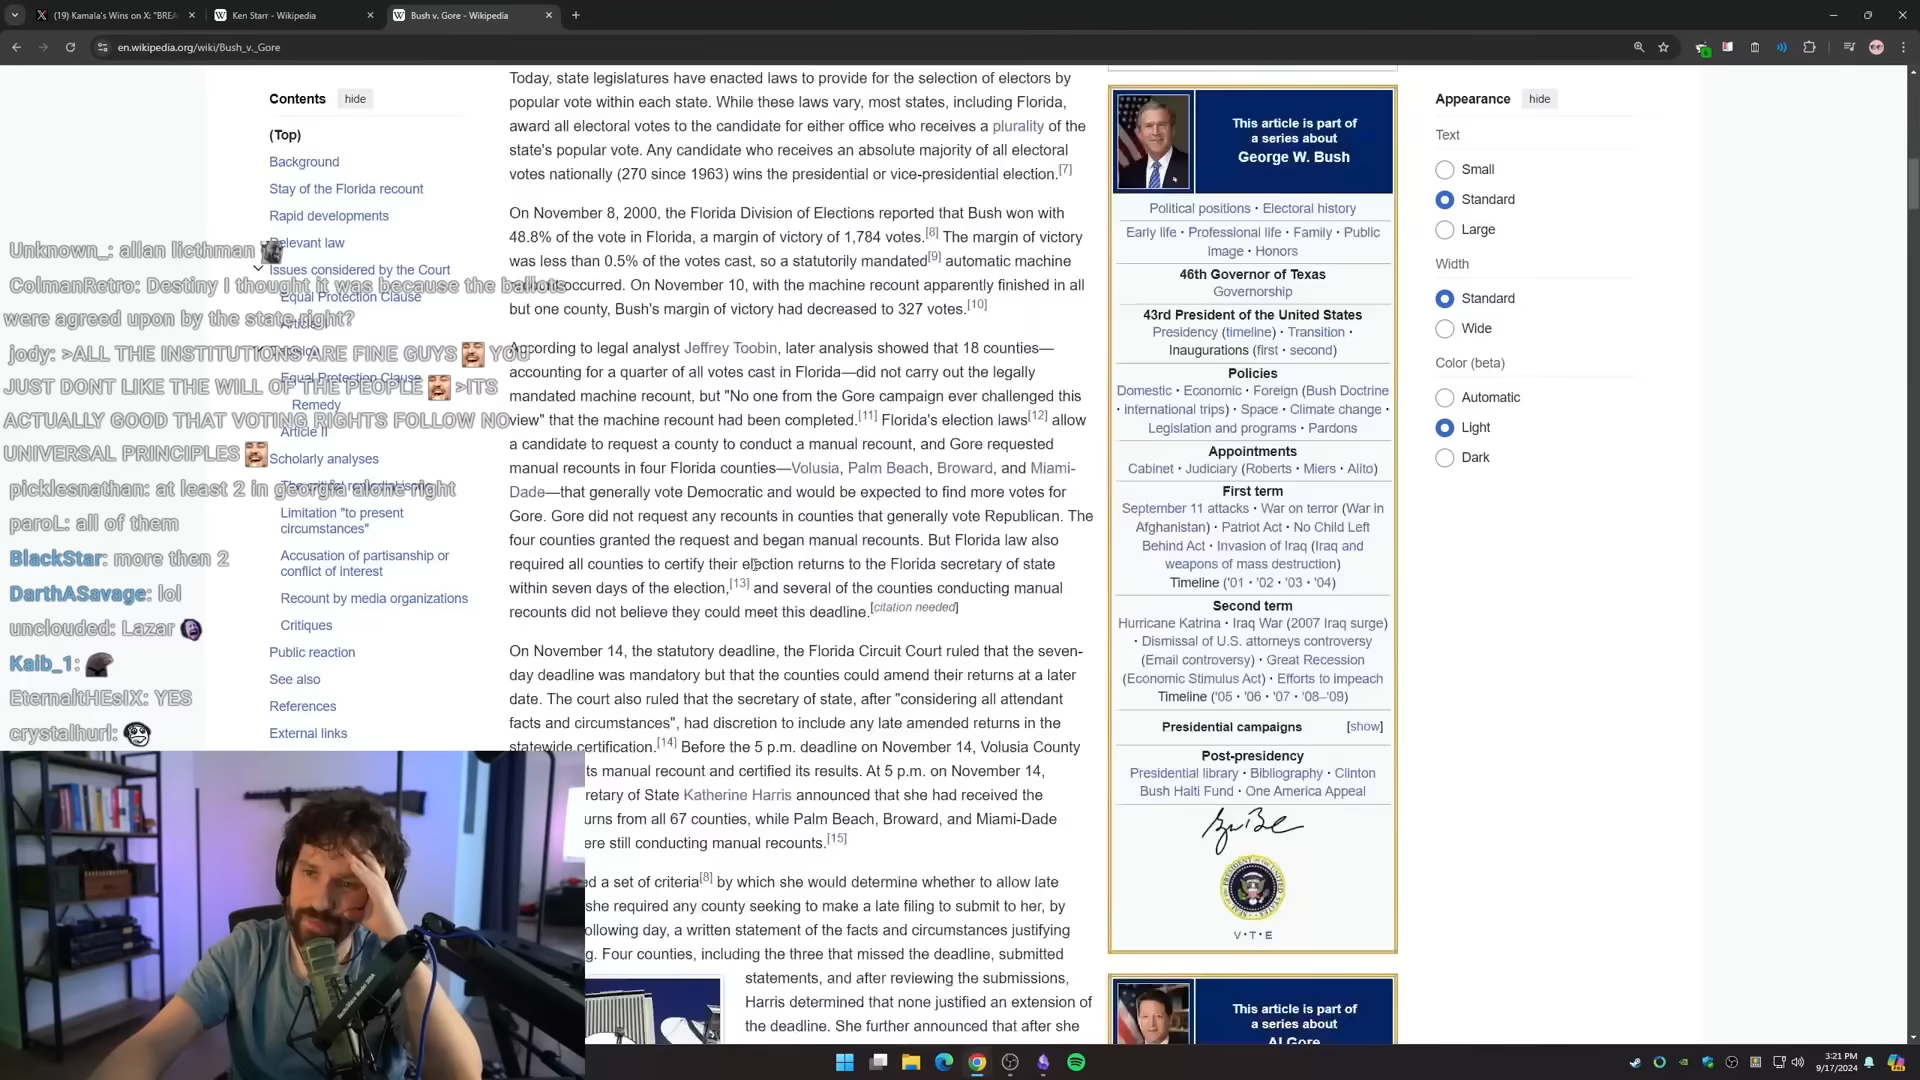 (19) Kamala's Wins on X: "BREA
Ken Starr - Wikipedia
Bush v. Gore - Wikipedia
en.wikipedia.org/wiki/Bush_v._Gore
Contents hide
(Top)
Background
Stay of the Florida recount
Rapid developments
Relevant law
Issues considered by the Court
Equal Protection Clause
Article II
Equal Protection Clause
Remedy
Article II
Scholarly analyses
The critical remedial issue
Limitation "to present
circumstances"
Accusation of partisanship or
conflict of interest
Recount by media organizations
Critiques
Public reaction
See also
References
External links
Unknown_: allan licthman
ColmanRetro: Destiny I thought it was because the ballots
were agreed upon by the state right?
jody: >ALL THE INSTITUTIONS ARE FINE GUYS YOU
JUST DONT LIKE THE WILL OF THE PEOPLE >ITS
ACTUALLY GOOD THAT VOTING RIGHTS FOLLOW NO
UNIVERSAL PRINCIPLES
picklesnathan: at least 2 in georgia alone right
paroL: all of them
BlackStar: more then 2
DarthASavage: lol
unclouded: Lazar
Kaib_1:
EternaltHEsIX: YES
crystalhurl:
Today, state legislatures have enacted laws to provide for the selection of electors by
popular vote within each state. While these laws vary, most states, including Florida,
award all electoral votes to the candidate for either office who receives a plurality of the
state's popular vote. Any candidate who receives an absolute majority of all electoral
votes nationally (270 since 1963) wins the presidential or vice-presidential election.[7]
On November 8, 2000, the Florida Division of Elections reported that Bush won with
48.8% of the vote in Florida, a margin of victory of 1,784 votes.[8] The margin of victory
was less than 0.5% of the votes cast, so a statutorily mandated[9] automatic machine
occurred. On November 10, with the machine recount apparently finished in all
but one county, Bush's margin of victory had decreased to 327 votes.[10]
According to legal analyst Jeffrey Toobin, later analysis showed that 18 counties—
accounting for a quarter of all votes cast in Florida—did not carry out the legally
mandated machine recount, but "No one from the Gore campaign ever challenged this
view" that the machine recount had been completed.[11] Florida's election laws[12] allow
a candidate to request a county to conduct a manual recount, and Gore requested
manual recounts in four Florida counties—Volusia, Palm Beach, Broward, and Miami-
Dade—that generally vote Democratic and would be expected to find more votes for
Gore. Gore did not request any recounts in counties that generally vote Republican. The
four counties granted the request and began manual recounts. But Florida law also
required all counties to certify their election returns to the Florida secretary of state
within seven days of the election,[13] and several of the counties conducting manual
recounts did not believe they could meet this deadline.[citation needed]
On November 14, the statutory deadline, the Florida Circuit Court ruled that the seven-
day deadline was mandatory but that the counties could amend their returns at a later
date. The court also ruled that the secretary of state, after "considering all attendant
facts and circumstances", had discretion to include any late amended returns in the
statewide certification.[14] Before the 5 p.m. deadline on November 14, Volusia County
ts manual recount and certified its results. At 5 p.m. on November 14,
retary of State Katherine Harris announced that she had received the
urns from all 67 counties, while Palm Beach, Broward, and Miami-Dade
ere still conducting manual recounts.[15]
d a set of criteria[8] by which she would determine whether to allow late
she required any county seeking to make a late filing to submit to her, by
ollowing day, a written statement of the facts and circumstances justifying
g. Four counties, including the three that missed the deadline, submitted
statements, and after reviewing the submissions,
Harris determined that none justified an extension of
the deadline. She further announced that after she
This article is part of
a series about
George W. Bush
Political positions · Electoral history
Early life · Professional life · Family · Public
image · Honors
46th Governor of Texas
Governorship
43rd President of the United States
Presidency (timeline) · Transition ·
Inaugurations (first · second)
Policies
Domestic · Economic · Foreign (Bush Doctrine
· international trips) · Space · Climate change ·
Legislation and programs · Pardons
Appointments
Cabinet · Judiciary (Roberts · Miers · Alito)
First term
September 11 attacks · War on terror (War in
Afghanistan) · Patriot Act · No Child Left
Behind Act · Invasion of Iraq (Iraq and
weapons of mass destruction)
Timeline ('01 · '02 · '03 · '04)
Second term
Hurricane Katrina · Iraq War (2007 Iraq surge)
· Dismissal of U.S. attorneys controversy
(Email controversy) · Great Recession
(Economic Stimulus Act) · Efforts to impeach
Timeline ('05 · '06 · '07 · '08–'09)
Presidential campaigns [show]
Post-presidency
Presidential library · Bibliography · Clinton
Bush Haiti Fund · One America Appeal
V · T · E
This article is part of
a series about
Al Gore
Appearance hide
Text
Small
Standard
Large
Width
Standard
Wide
Color (beta)
Automatic
Light
Dark
3:21 PM
9/17/2024